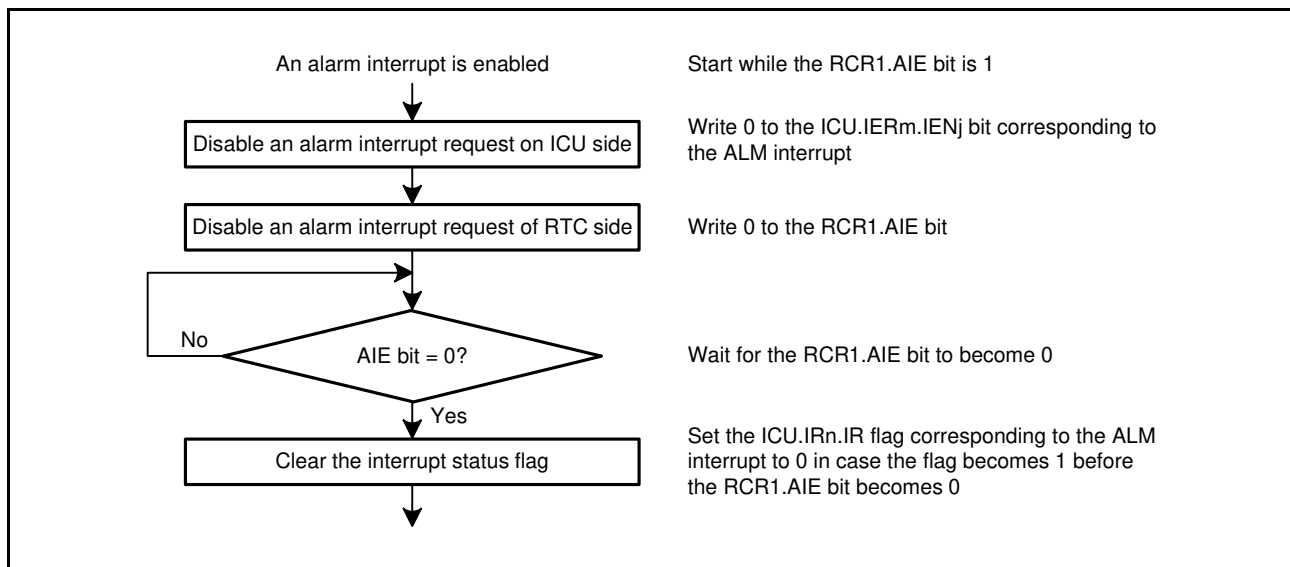 An alarm interrupt is enabled
Start while the RCR1.AIE bit is 1
Disable an alarm interrupt request on ICU side
Write 0 to the ICU.IERm.IENj bit corresponding to
the ALM interrupt
Disable an alarm interrupt request of RTC side
Write 0 to the RCR1.AIE bit
No
AIE bit = 0?
Wait for the RCR1.AIE bit to become 0
Yes
Clear the interrupt status flag
Set the ICU.IRn.IR flag corresponding to the ALM
interrupt to 0 in case the flag becomes 1 before
the RCR1.AIE bit becomes 0